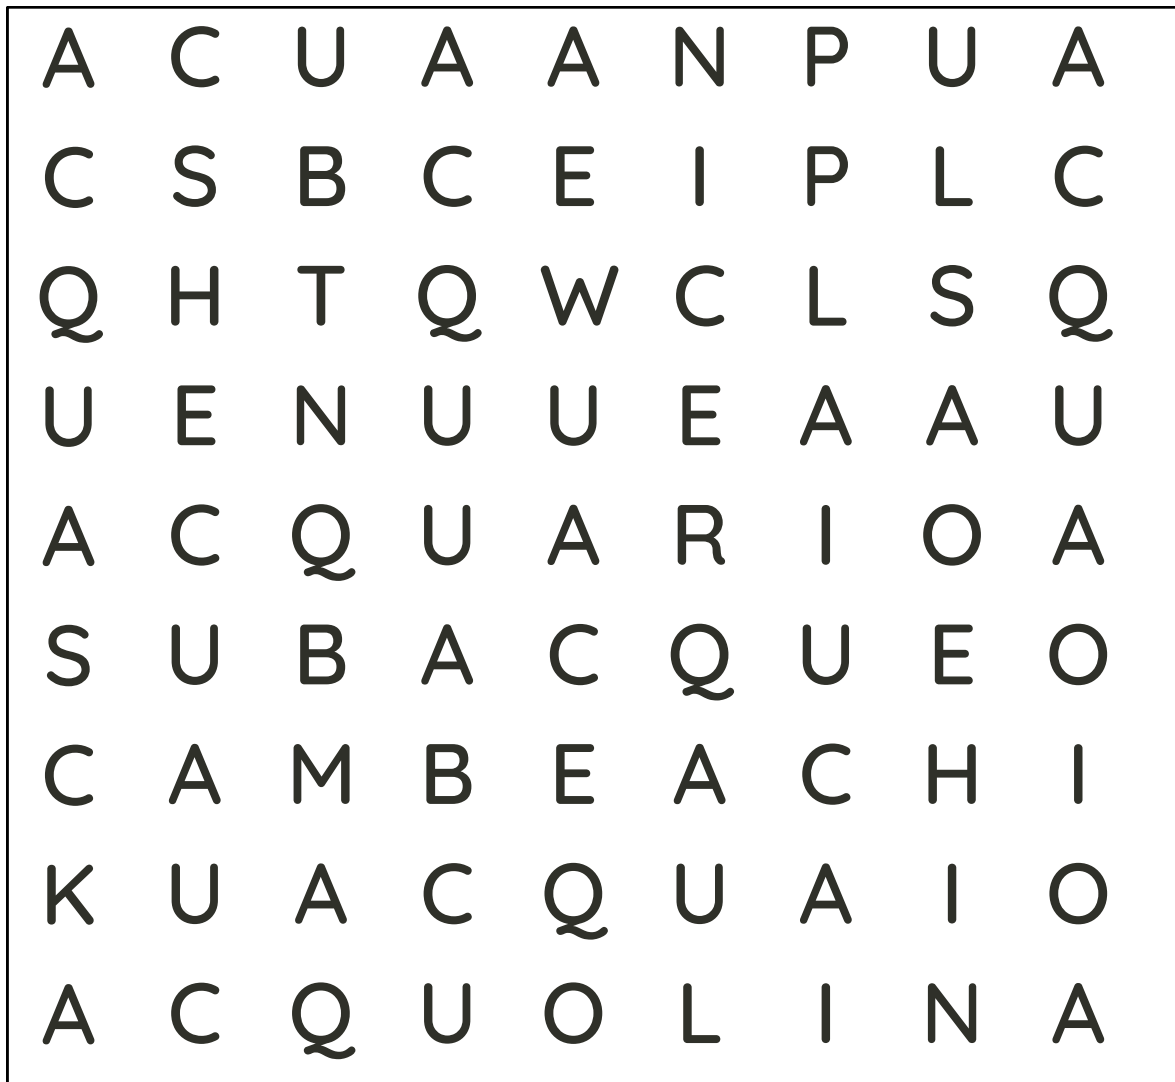 A C U A A N P U A
C S B C E I P L C
Q H T Q W C L S Q
U E N U U E A A U
A C Q U A R I O A
S U B A C Q U E O
C A M B E A C H I
K U A C Q U A I O
A C Q U O L I N A